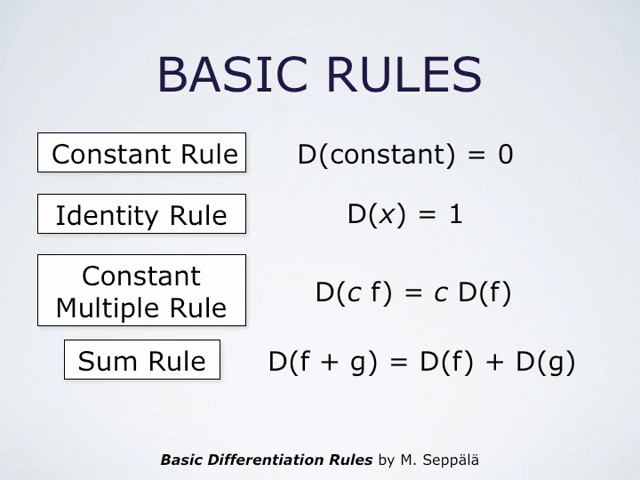 BASIC RULES
Constant Rule D(constant) = 0
Identity Rule D(x) = 1
Constant
Multiple Rule D(c f) = c D(f)
Sum Rule D(f + g) = D(f) + D(g)
Basic Differentiation Rules by M. Seppälä